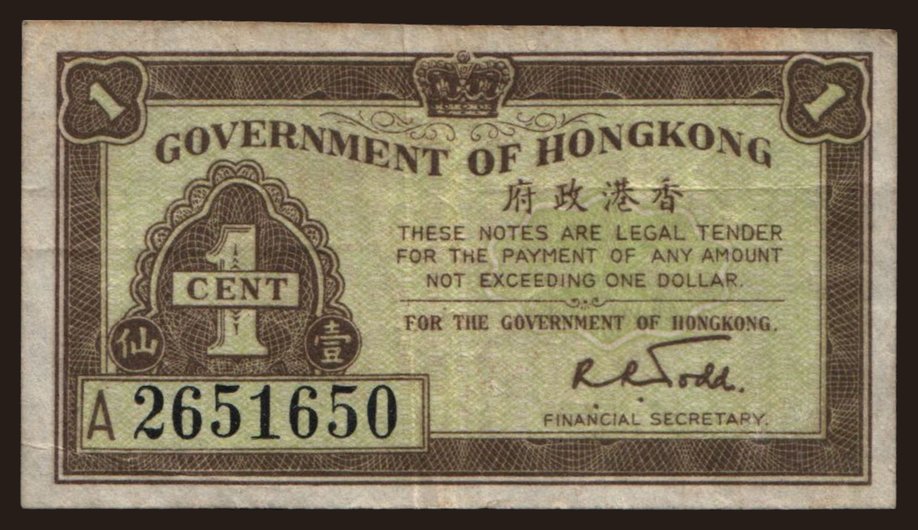 1
1
GOVERNMENT OF HONGKONG
府政港香
THESE NOTES ARE LEGAL TENDER
FOR THE PAYMENT OF ANY AMOUNT
NOT EXCEEDING ONE DOLLAR.
1
CENT
仙
壹
FOR THE GOVERNMENT OF HONGKONG.
R. R. Todd.
FINANCIAL SECRETARY.
A 2651650